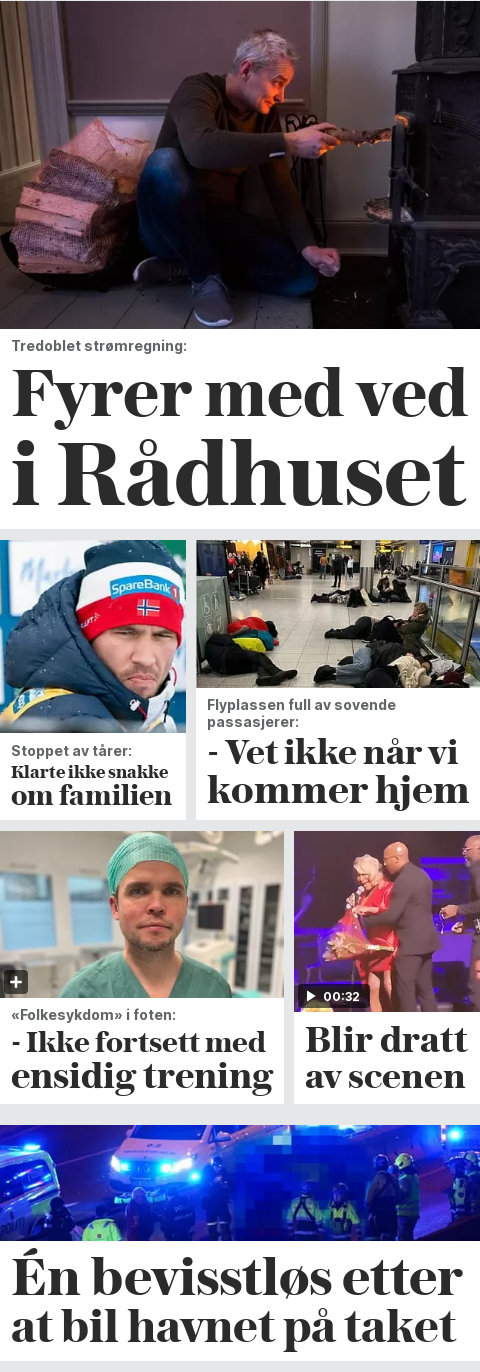 Tredoblet strømregning:
Fyrer med ved
i Rådhuset
SpareBank 1
Stoppet av tårer:
Klarte ikke snakke
om familien
Flyplassen full av sovende
passasjerer:
- Vet ikke når vi
kommer hjem
«Folkesykdom» i foten:
- Ikke fortsett med
ensidig trening
00:32
Blir dratt
av scenen
POLITI
Én bevisstløs etter
at bil havnet på taket